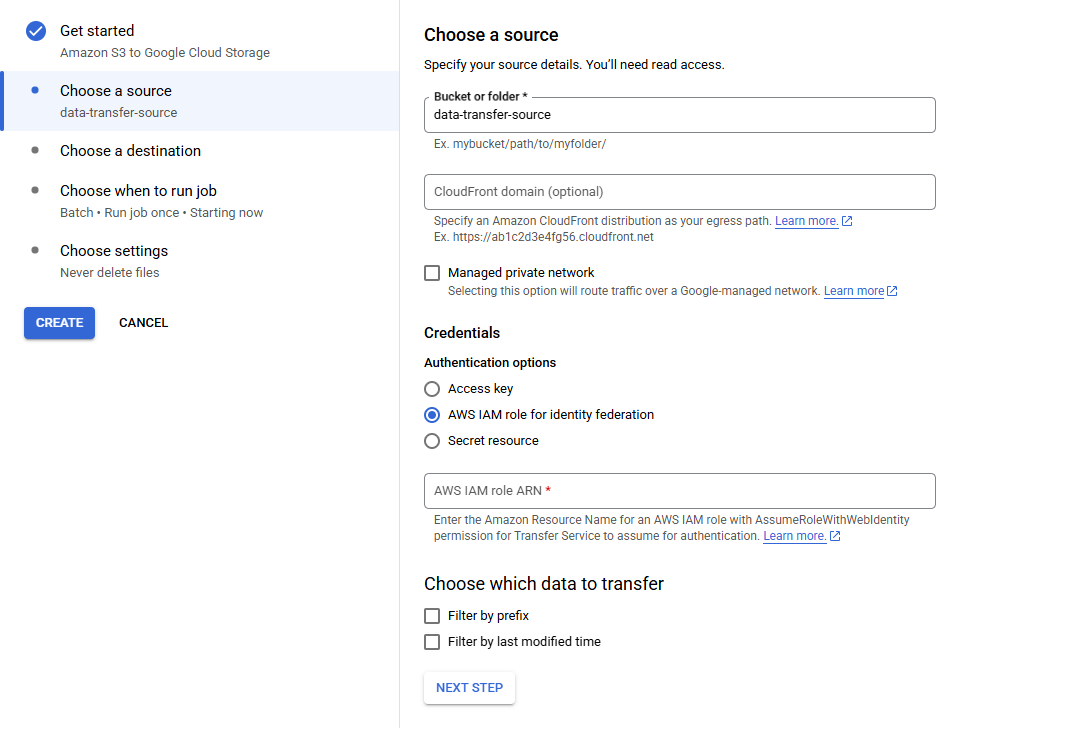 Get started
Amazon S3 to Google Cloud Storage
Choose a source
data-transfer-source
Choose a destination
Choose when to run job
Batch • Run job once • Starting now
Choose settings
Never delete files
CREATE
CANCEL
Choose a source
Specify your source details. You’ll need read access.
Bucket or folder *
data-transfer-source
Ex. mybucket/path/to/myfolder/
CloudFront domain (optional)
Specify an Amazon CloudFront distribution as your egress path. Learn more.
Ex. https://ab1c2d3e4fg56.cloudfront.net
Managed private network
Selecting this option will route traffic over a Google-managed network. Learn more
Credentials
Authentication options
Access key
AWS IAM role for identity federation
Secret resource
AWS IAM role ARN *
Enter the Amazon Resource Name for an AWS IAM role with AssumeRoleWithWebIdentity
permission for Transfer Service to assume for authentication. Learn more.
Choose which data to transfer
Filter by prefix
Filter by last modified time
NEXT STEP